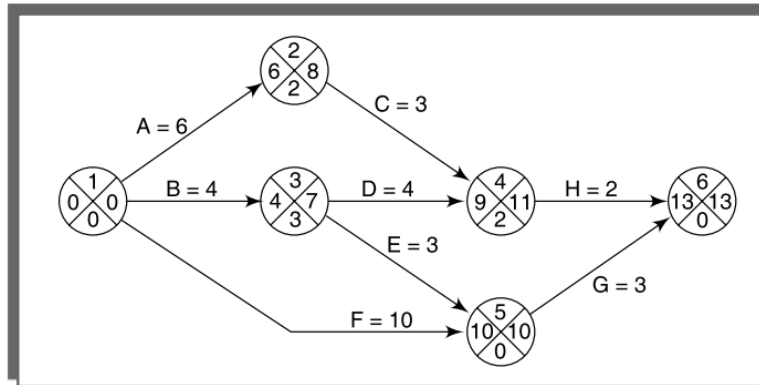 2
6 8
2
A = 6
C = 3
1
0 0
0
B = 4
3
4 7
3
D = 4
4
9 11
2
H = 2
6
13 13
0
E = 3
G = 3
F = 10
5
10 10
0